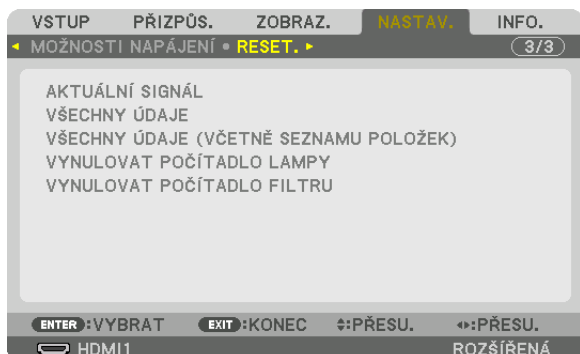 VSTUP PŘIZPŮS. ZOBRAZ. NASTAV. INFO.
MOŽNOSTI NAPÁJENÍ • RESET. 3/3
AKTUÁLNÍ SIGNÁL
VŠECHNY ÚDAJE
VŠECHNY ÚDAJE (VČETNĚ SEZNAMU POLOŽEK)
VYNULOVAT POČÍTADLO LAMPY
VYNULOVAT POČÍTADLO FILTRU
ENTER :VYBRAT EXIT :KONEC :PŘESU. :PŘESU.
HDMI1 ROZŠÍŘENÁ